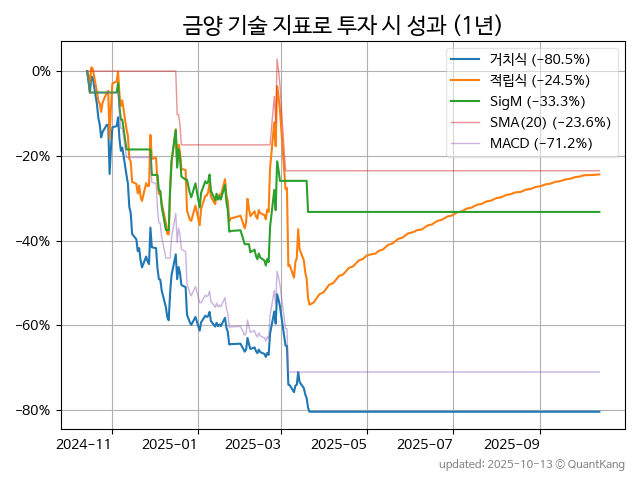 금양 기술 지표로 투자 시 성과 (1년)
거치식 (−80.5%)
적립식 (−24.5%)
SigM (−33.3%)
SMA(20) (−23.6%)
MACD (−71.2%)
0%
−20%
−40%
−60%
−80%
2024-11 2025-01 2025-03 2025-05 2025-07 2025-09
updated: 2025-10-13 © QuantKang